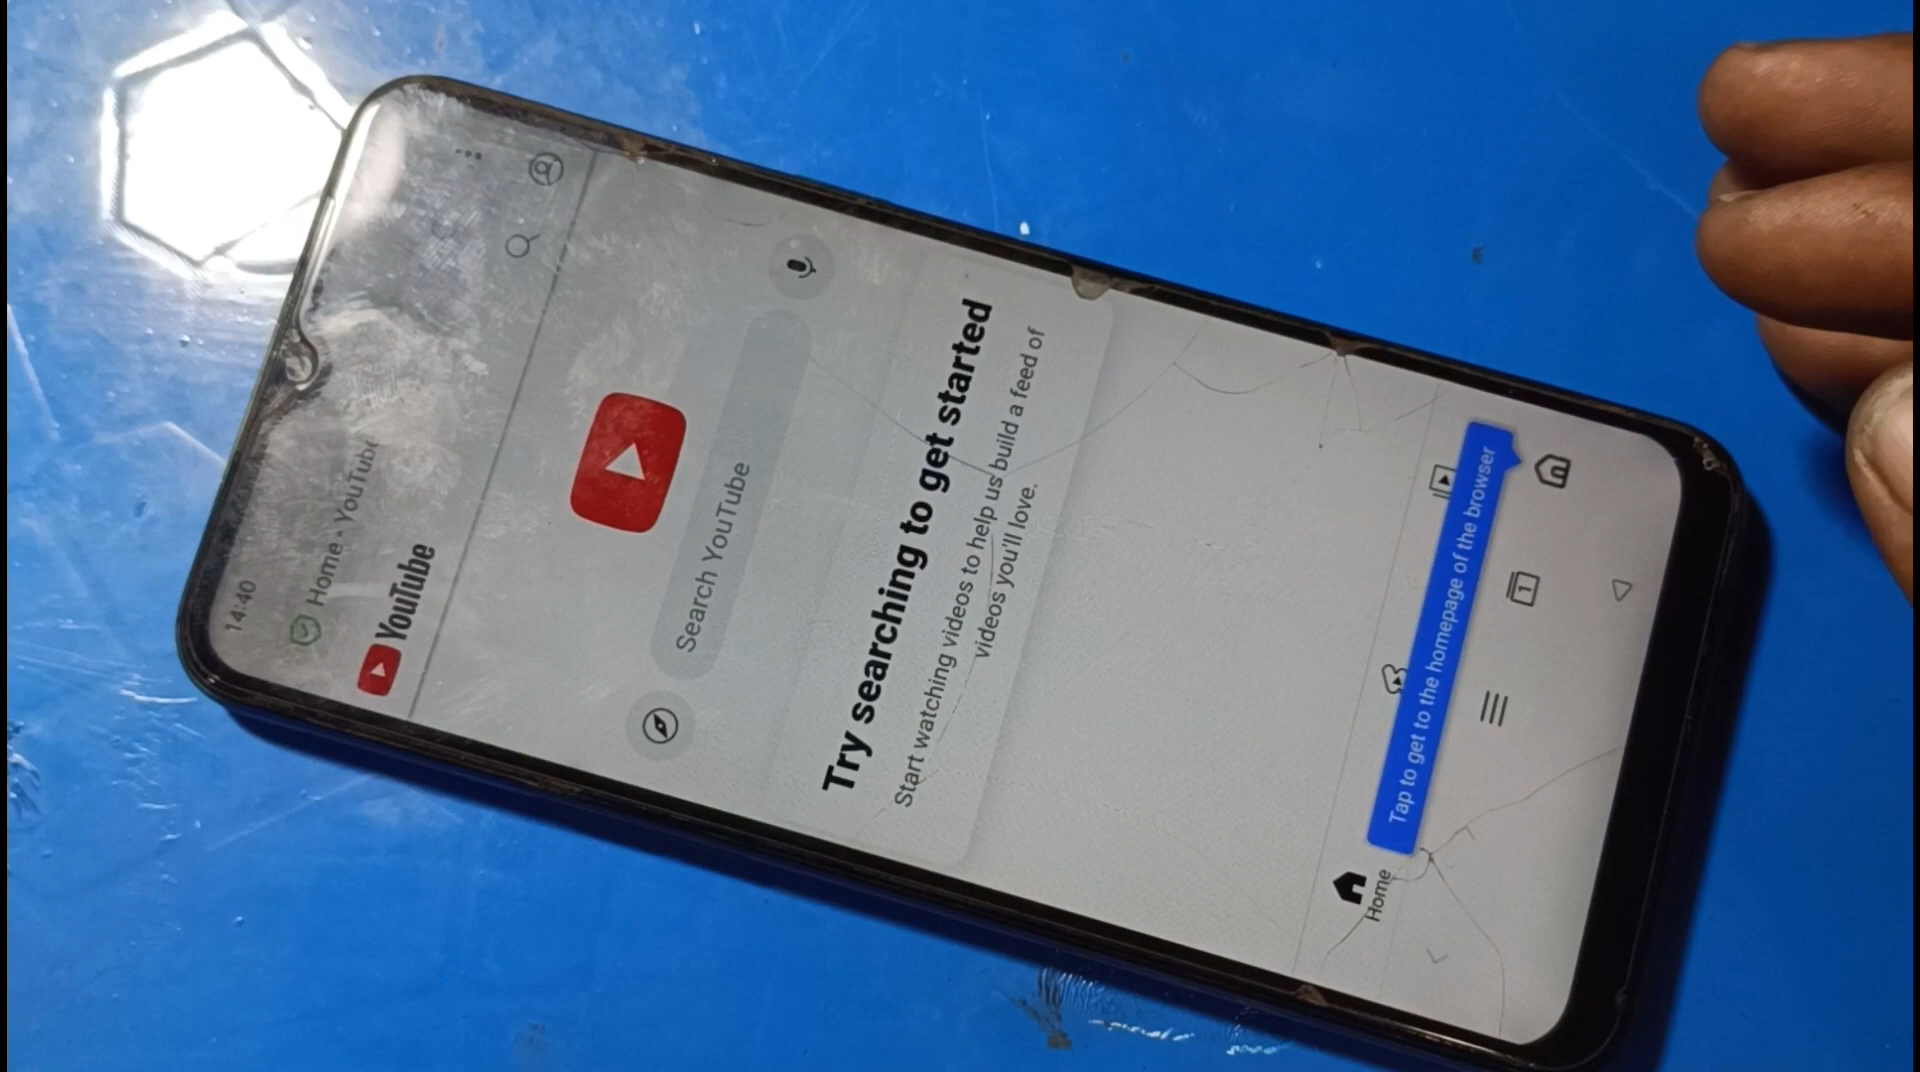 14:40
Home - YouTube
YouTube
Search YouTube
Try searching to get started
Start watching videos to help us build a feed of
videos you'll love.
Home
Tap to get to the homepage of the browser
1